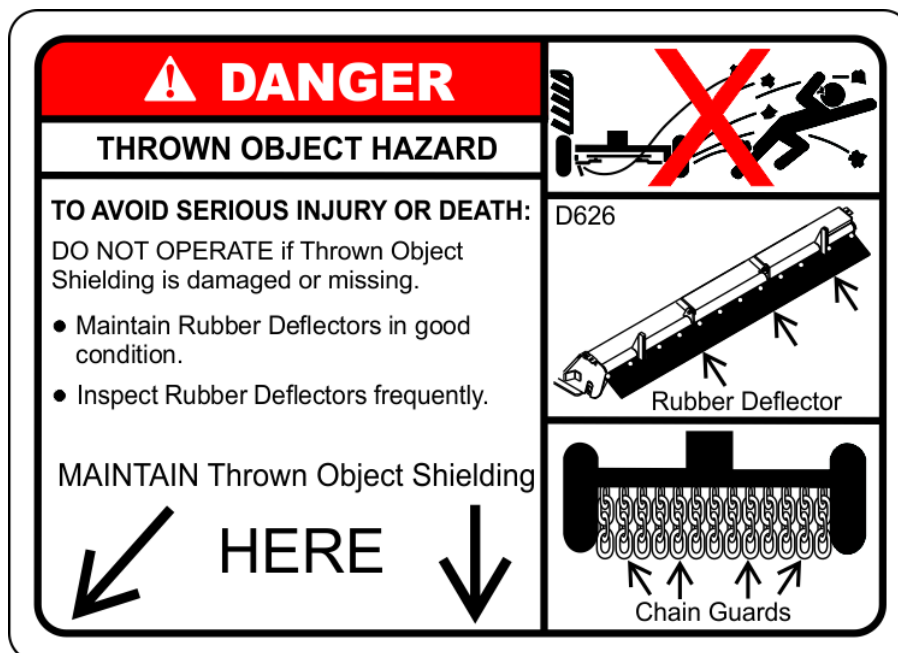 DANGER
THROWN OBJECT HAZARD
TO AVOID SERIOUS INJURY OR DEATH:
DO NOT OPERATE if Thrown Object
Shielding is damaged or missing.
• Maintain Rubber Deflectors in good
condition.
• Inspect Rubber Deflectors frequently.
MAINTAIN Thrown Object Shielding
HERE
D626
Rubber Deflector
Chain Guards